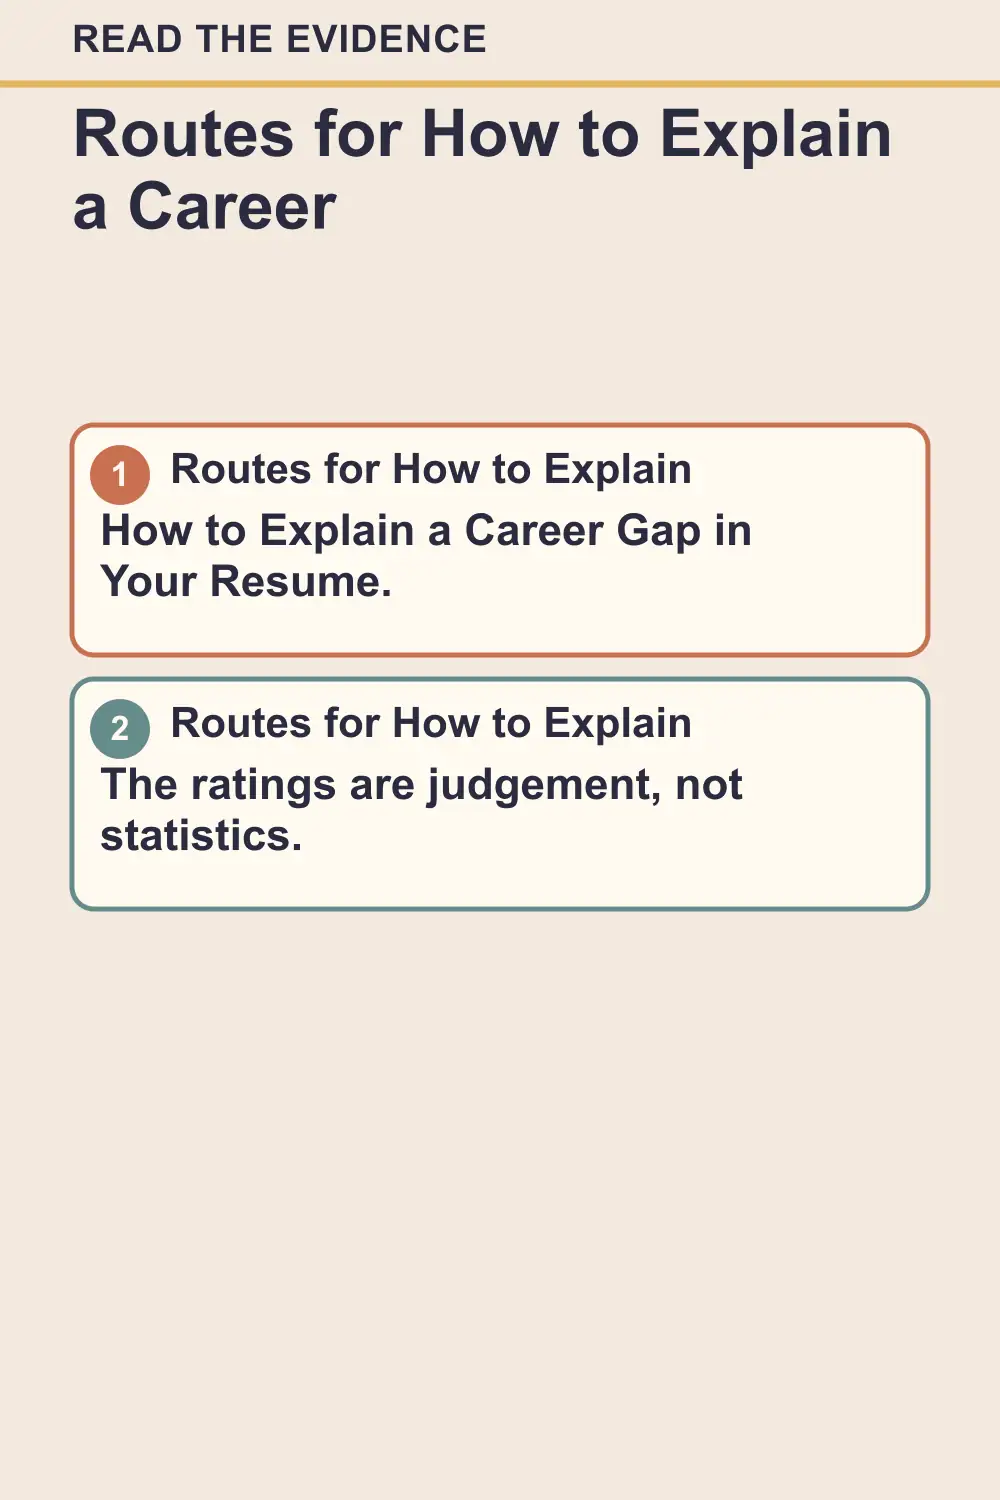 READ THE EVIDENCE
Routes for How to Explain
a Career
1 Routes for How to Explain
How to Explain a Career Gap in
Your Resume.
2 Routes for How to Explain
The ratings are judgement, not
statistics.